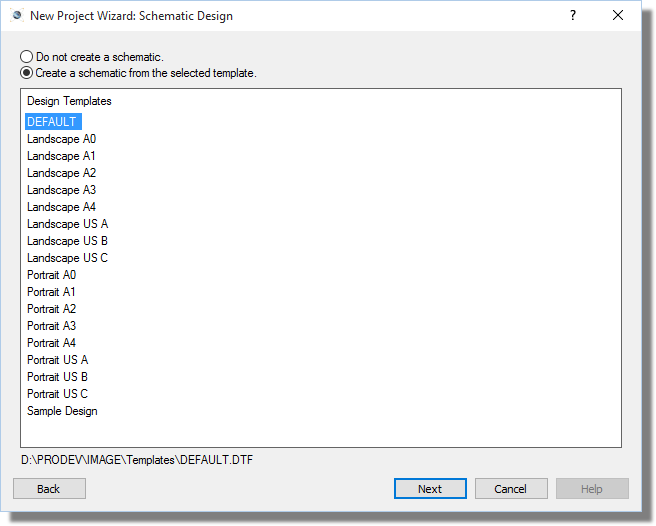 New Project Wizard: Schematic Design
?
Do not create a schematic.
Create a schematic from the selected template.
Design Templates
DEFAULT
Landscape A0
Landscape A1
Landscape A2
Landscape A3
Landscape A4
Landscape US A
Landscape US B
Landscape US C
Portrait A0
Portrait A1
Portrait A2
Portrait A3
Portrait A4
Portrait US A
Portrait US B
Portrait US C
Sample Design
D:\PRODEV\IMAGE\Templates\DEFAULT.DTF
Back Next Cancel Help